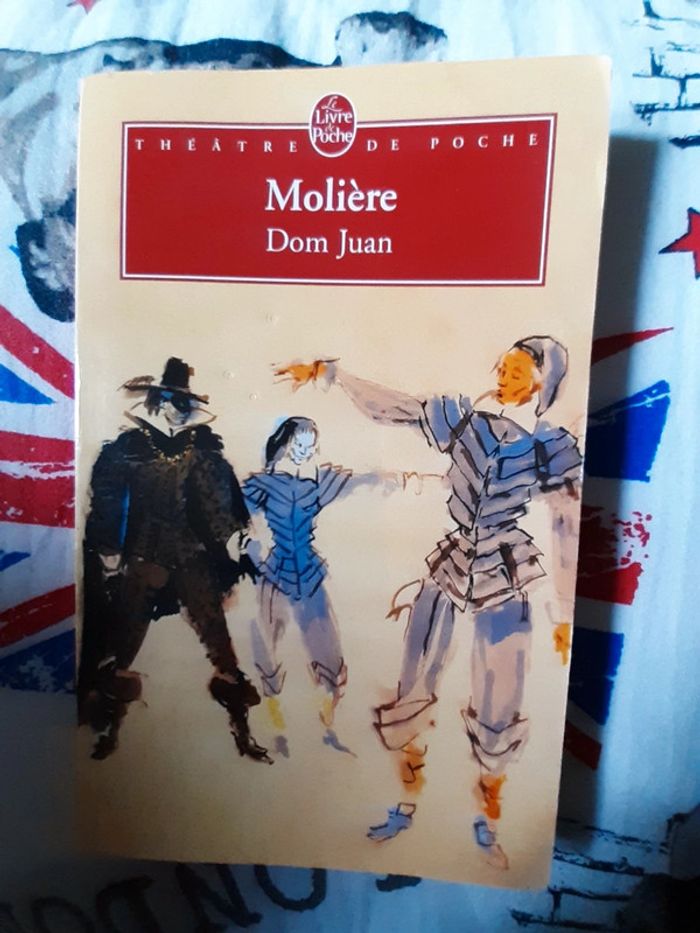 Le
Livre
de
Poche
THÉÂTRE DE POCHE
Molière
Dom Juan